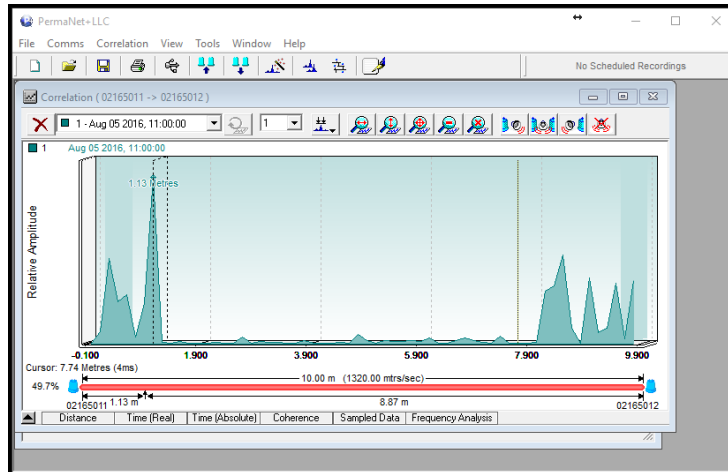 PermaNet+LLC
File Comms Correlation View Tools Window Help
No Scheduled Recordings
Correlation ( 02165011 -> 02165012 )
1 - Aug 05 2016, 11:00:00 1
1 Aug 05 2016, 11:00:00
1.13 Metres
Relative Amplitude
-0.100 1.900 3.900 5.900 7.900 9.900
Cursor: 7.74 Metres (4ms)
10.00 m (1320.00 mtrs/sec)
49.7%
02165011 1.13 m 8.87 m 02165012
Distance Time (Real) Time (Absolute) Coherence Sampled Data Frequency Analysis